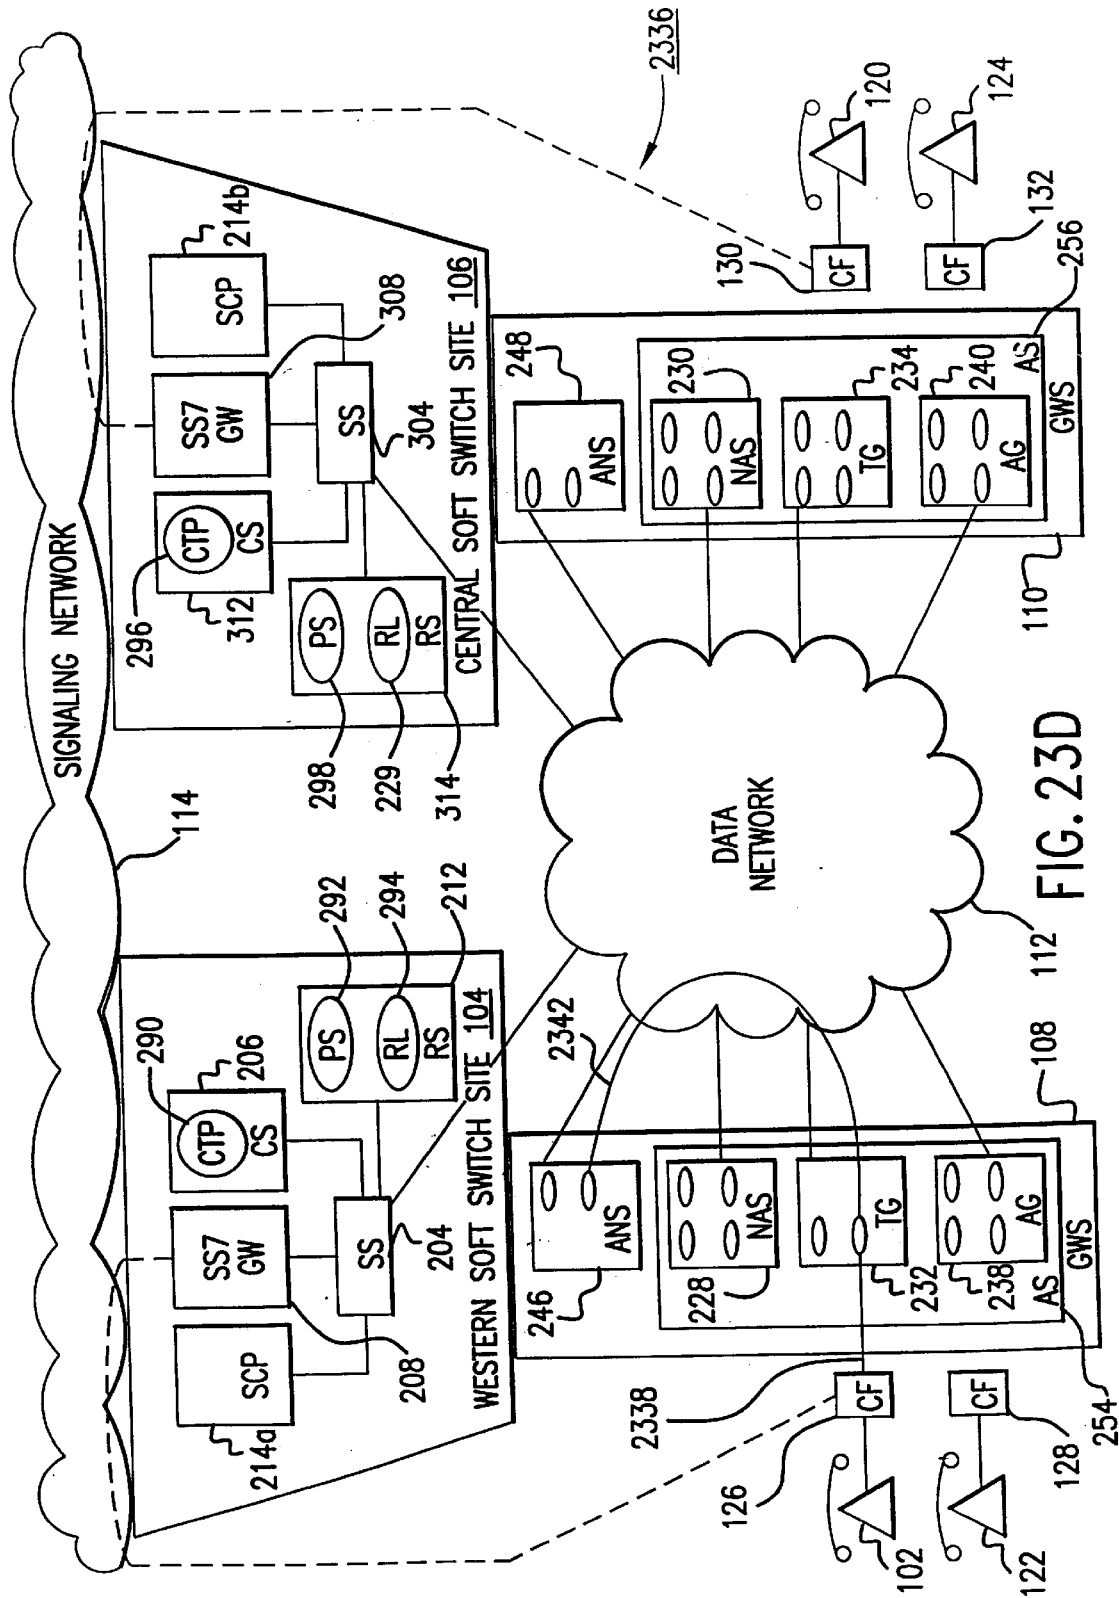 SIGNALING NETWORK
114
2336
214a
SCP
208
SS7
GW
290
CTP
CS
206
SS
204
PS
RL
RS
292
294
212
WESTERN SOFT SWITCH SITE 104
296
CTP
CS
312
SS7
GW
308
SCP
214b
SS
304
PS
RL
RS
298
229
314
CENTRAL SOFT SWITCH SITE 106
2342
ANS
246
NAS
228
TG
232
AG
238
AS
GWS
254
108
2338
126
CF
102
CF
128
122
DATA
NETWORK
112
ANS
248
NAS
230
TG
234
AG
240
AS
GWS
256
110
130
CF
120
CF
132
124
FIG. 23D